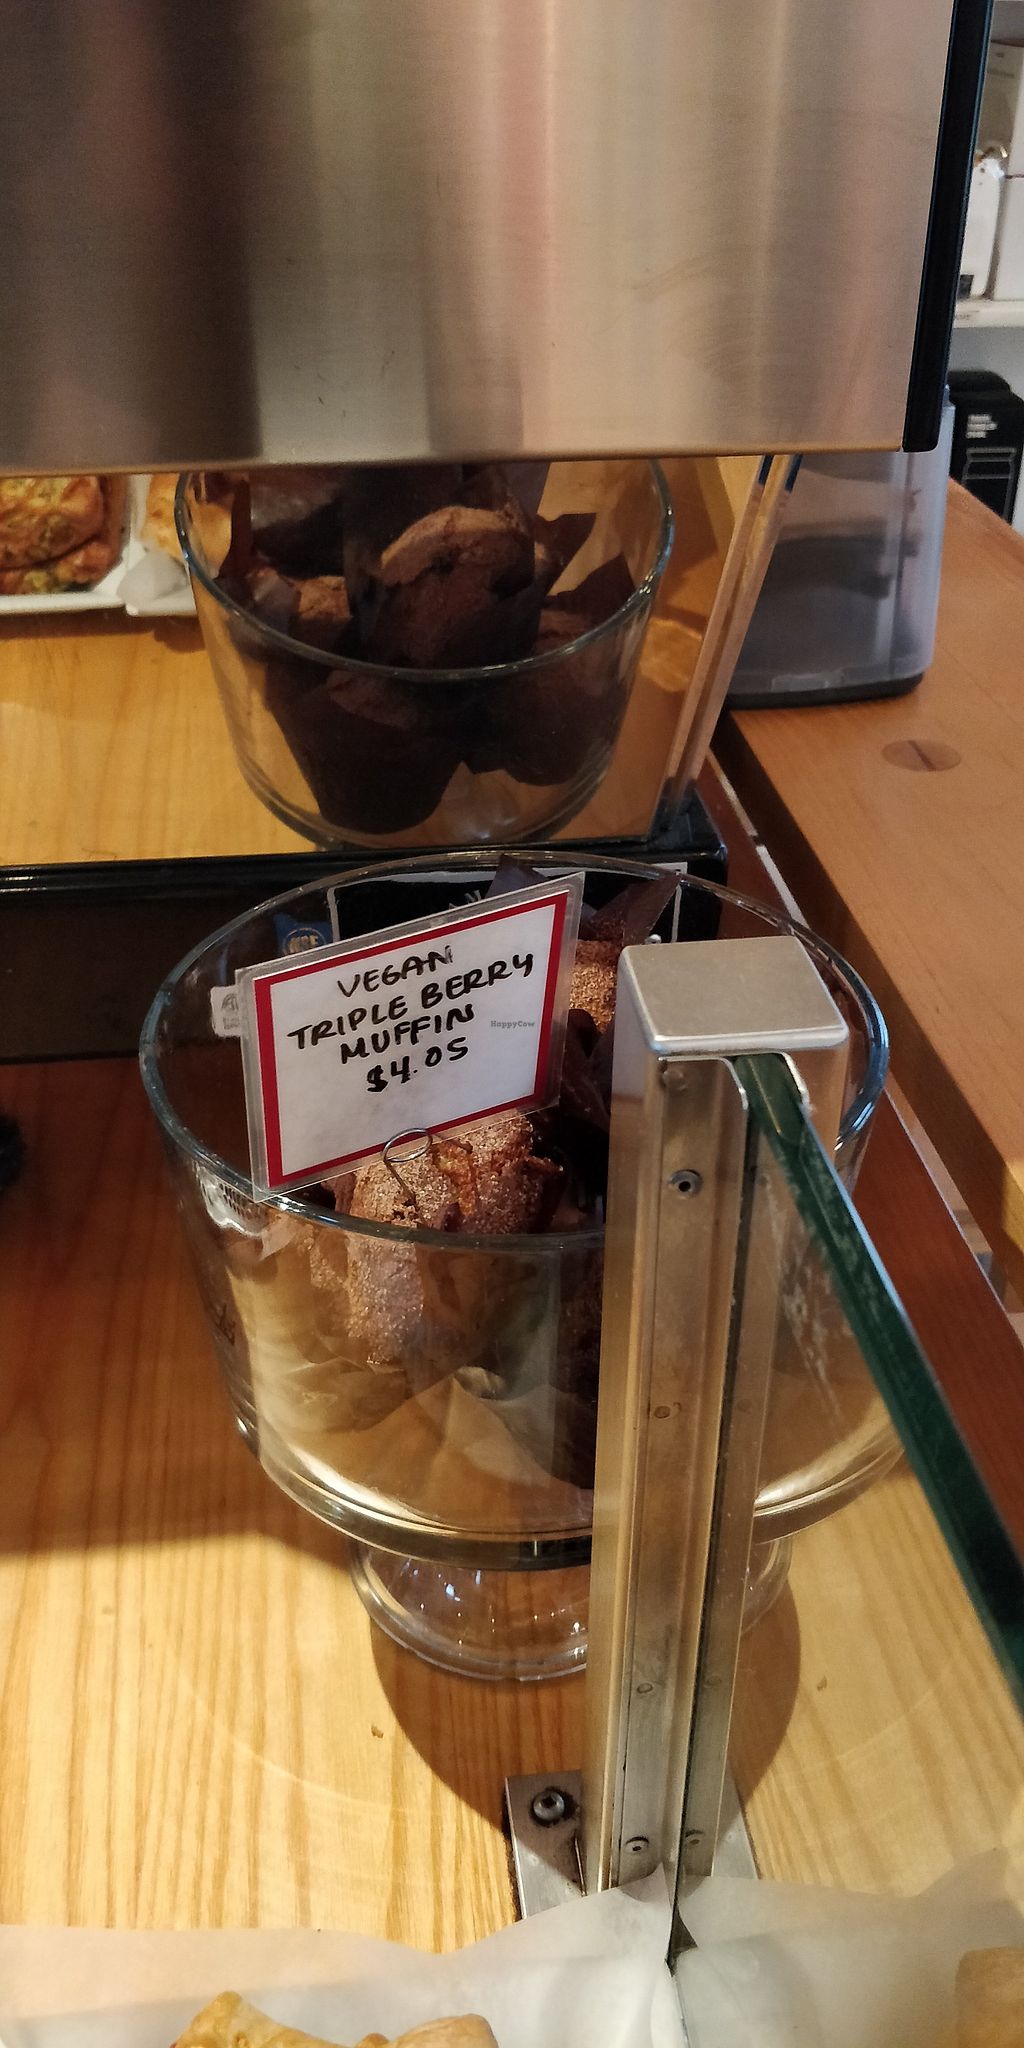 VEGAN
TRIPLE BERRY
MUFFIN
$4.05
HappyCow